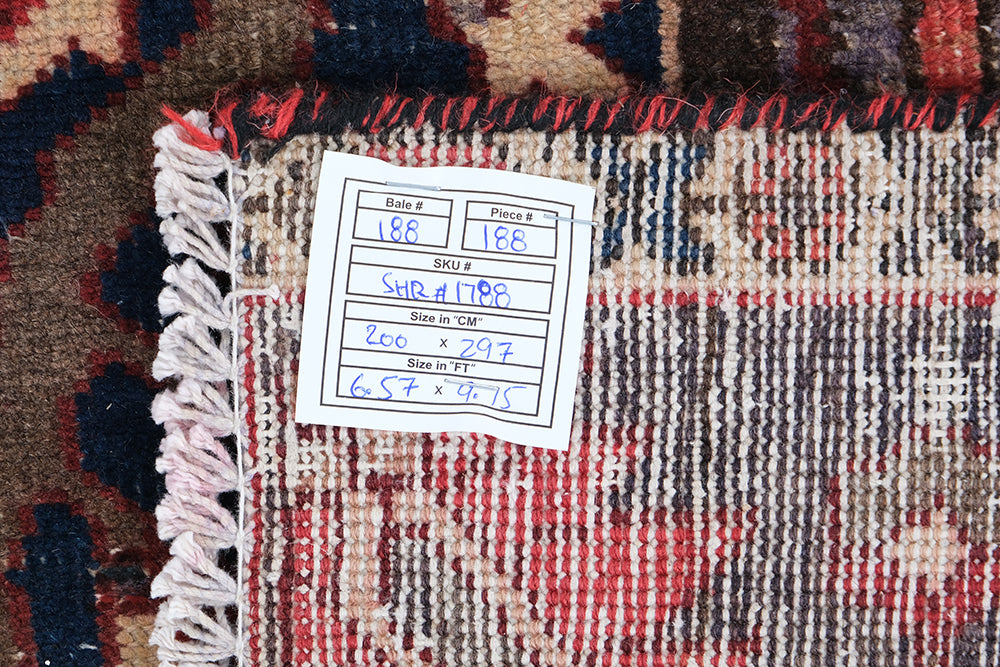 Bale # Piece #
188 188
SKU #
SHR # 1788
Size in "CM"
200 x 297
Size in "FT"
6.57 x 9.75